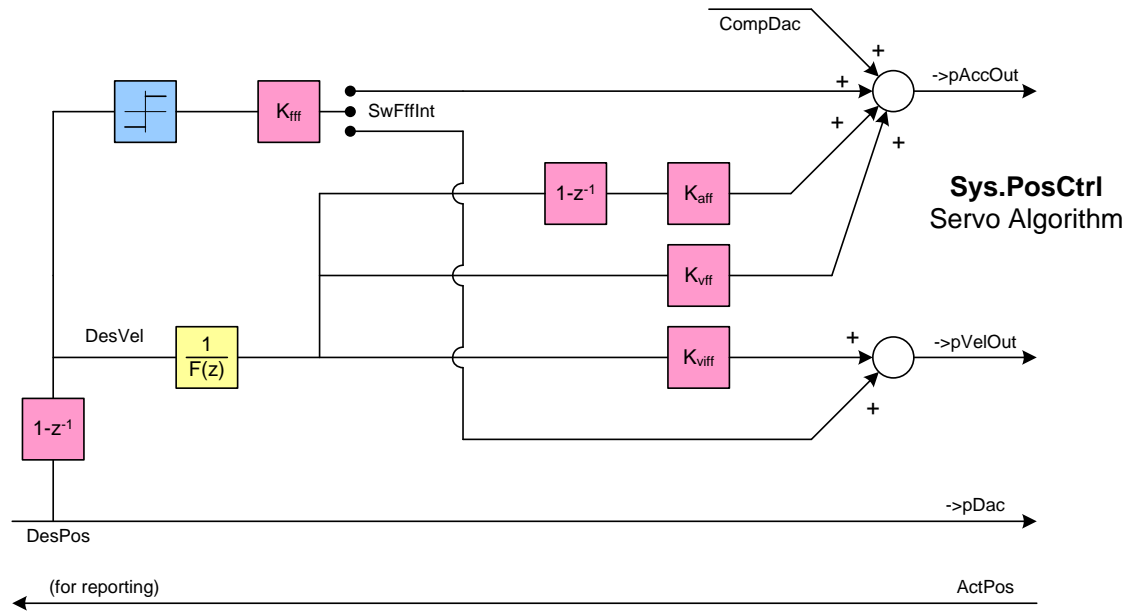 CompDac
+
->pAccOut
+
K_fff
SwFffInt
+
+
1-z⁻¹
K_aff
Sys.PosCtrl
Servo Algorithm
K_vff
DesVel
1
F(z)
K_viff
+
->pVelOut
+
1-z⁻¹
->pDac
DesPos
(for reporting)
ActPos